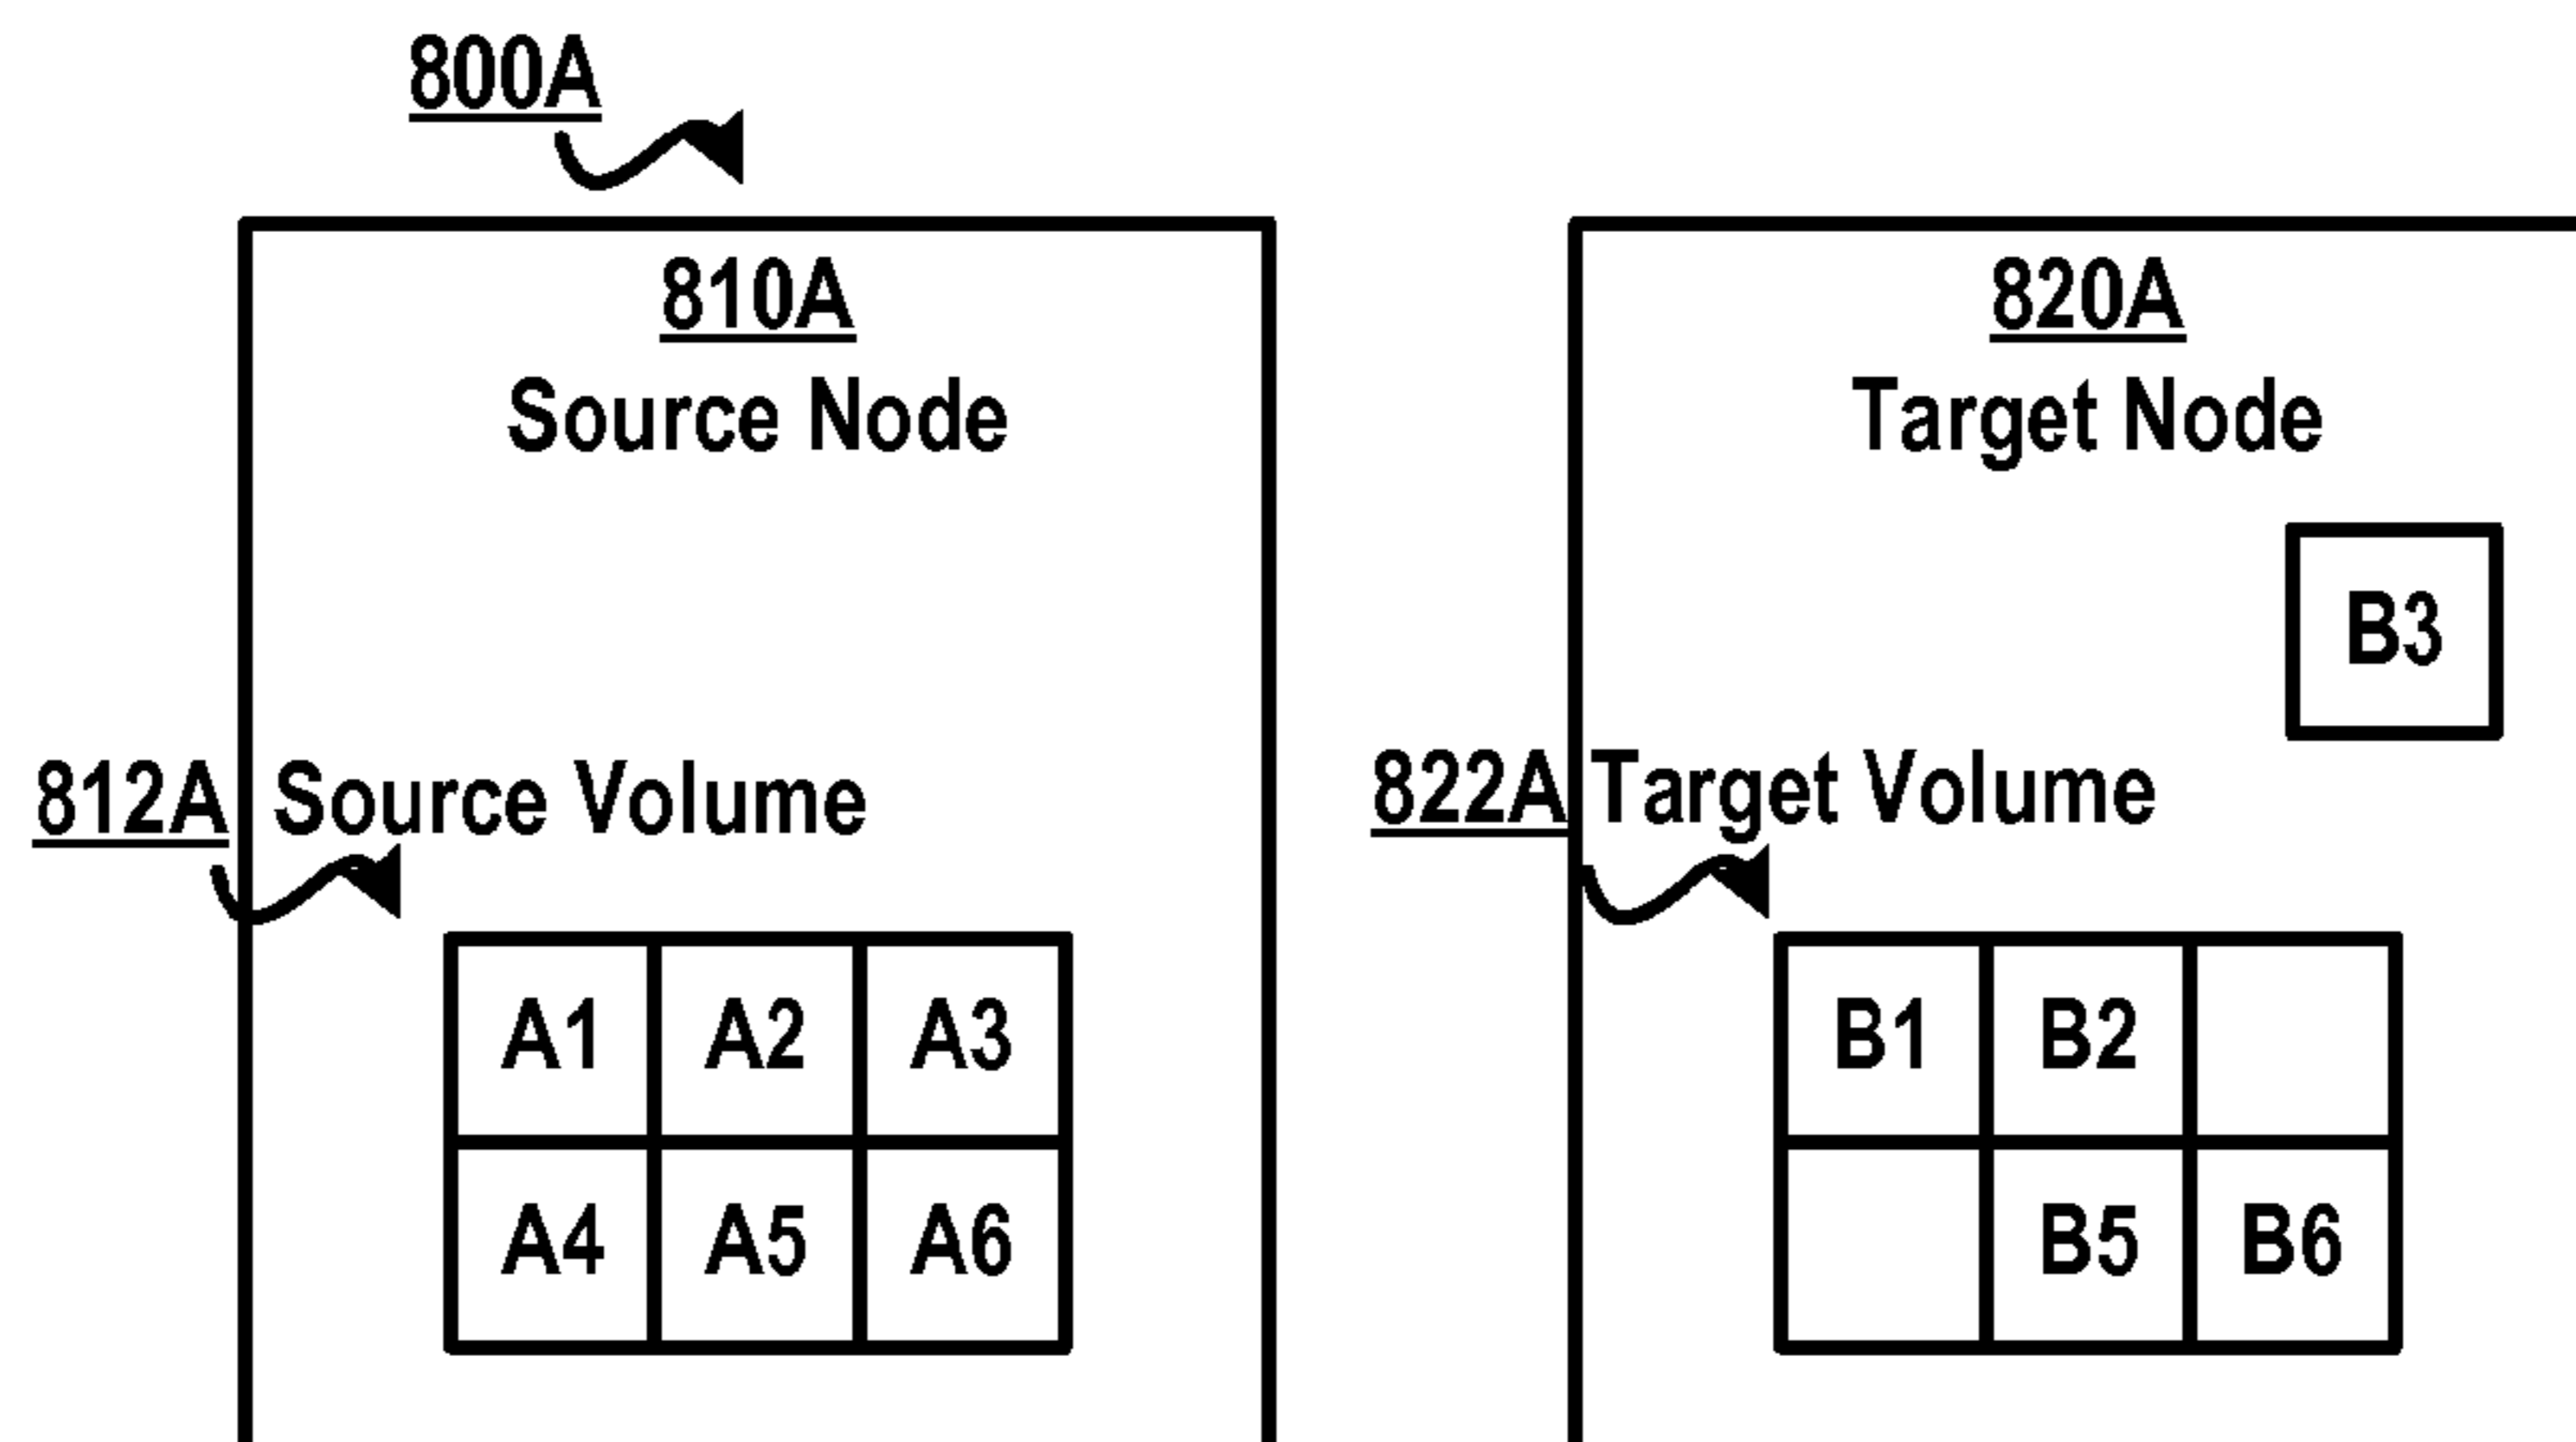 800A
810A
Source Node
812A Source Volume
A1 A2 A3
A4 A5 A6
820A
Target Node
B3
822A Target Volume
B1 B2
B5 B6